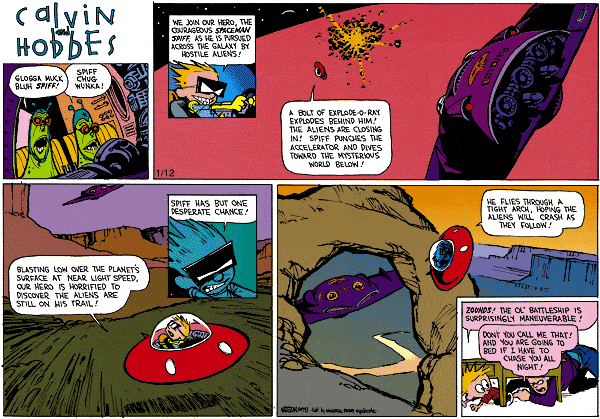 Calvin
and
HOBBES
GLOGGA MUCK
BLUH SPIFF!
SPIFF
CHUG
WUNKA!
WE JOIN OUR HERO, THE
COURAGEOUS SPACEMAN
SPIFF, AS HE IS PURSUED
ACROSS THE GALAXY BY
HOSTILE ALIENS!
A BOLT OF EXPLODE-O-RAY
EXPLODES BEHIND HIM!
THE ALIENS ARE CLOSING
IN! SPIFF PUNCHES THE
ACCELERATOR AND DIVES
TOWARD THE MYSTERIOUS
WORLD BELOW!
1/12
BLASTING LOW OVER THE PLANET'S
SURFACE AT NEAR LIGHT SPEED,
OUR HERO IS HORRIFIED TO
DISCOVER THE ALIENS ARE
STILL ON HIS TRAIL!
SPIFF HAS BUT ONE
DESPERATE CHANCE!
HE FLIES THROUGH A
TIGHT ARCH, HOPING THE
ALIENS WILL CRASH AS
THEY FOLLOW!
ZOUNDS! THE OL' BATTLESHIP IS
SURPRISINGLY MANEUVERABLE!
DON'T YOU CALL ME THAT!
AND YOU ARE GOING TO
BED IF I HAVE TO
CHASE YOU ALL
NIGHT!